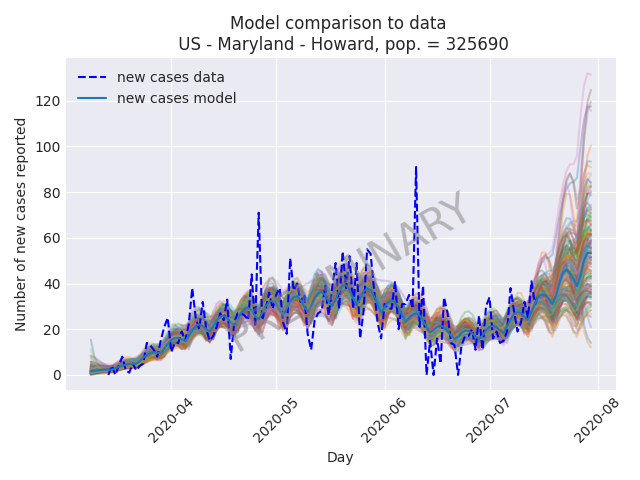 Model comparison to data
US - Maryland - Howard, pop. = 325690
new cases data
new cases model
PRELIMINARY
Number of new cases reported
120
100
80
60
40
20
0
2020-04
2020-05
2020-06
2020-07
2020-08
Day